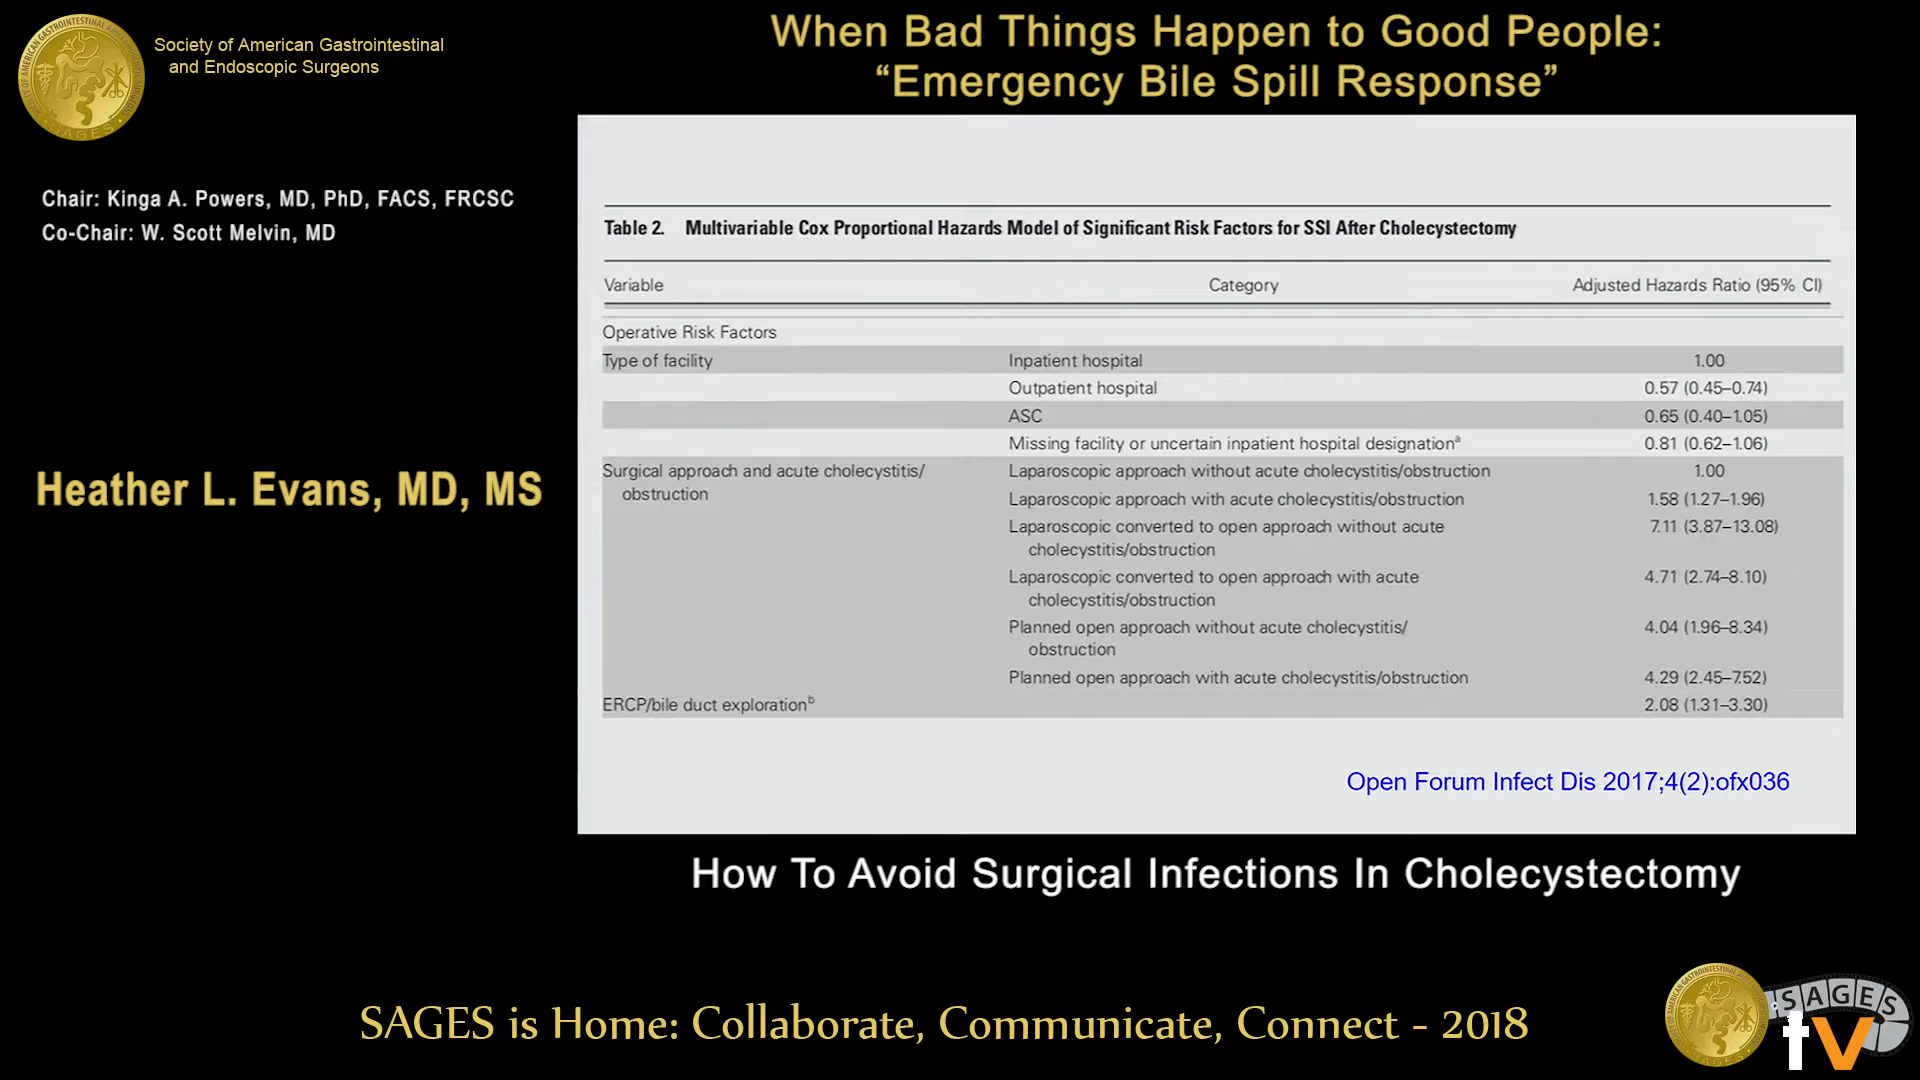 Society of American Gastrointestinal
and Endoscopic Surgeons
When Bad Things Happen to Good People:
“Emergency Bile Spill Response”
Chair: Kinga A. Powers, MD, PhD, FACS, FRCSC
Co-Chair: W. Scott Melvin, MD
Heather L. Evans, MD, MS
Table 2. Multivariable Cox Proportional Hazards Model of Significant Risk Factors for SSI After Cholecystectomy
Variable Category Adjusted Hazards Ratio (95% CI)
Operative Risk Factors
Type of facility Inpatient hospital 1.00
Outpatient hospital 0.57 (0.45–0.74)
ASC 0.65 (0.40–1.05)
Missing facility or uncertain inpatient hospital designationᵃ 0.81 (0.62–1.06)
Surgical approach and acute cholecystitis/ Laparoscopic approach without acute cholecystitis/obstruction 1.00
obstruction Laparoscopic approach with acute cholecystitis/obstruction 1.58 (1.27–1.96)
Laparoscopic converted to open approach without acute 7.11 (3.87–13.08)
cholecystitis/obstruction
Laparoscopic converted to open approach with acute 4.71 (2.74–8.10)
cholecystitis/obstruction
Planned open approach without acute cholecystitis/ 4.04 (1.96–8.34)
obstruction
Planned open approach with acute cholecystitis/obstruction 4.29 (2.45–7.52)
ERCP/bile duct explorationᵇ 2.08 (1.31–3.30)
Open Forum Infect Dis 2017;4(2):ofx036
How To Avoid Surgical Infections In Cholecystectomy
SAGES is Home: Collaborate, Communicate, Connect - 2018
SAGES
tv